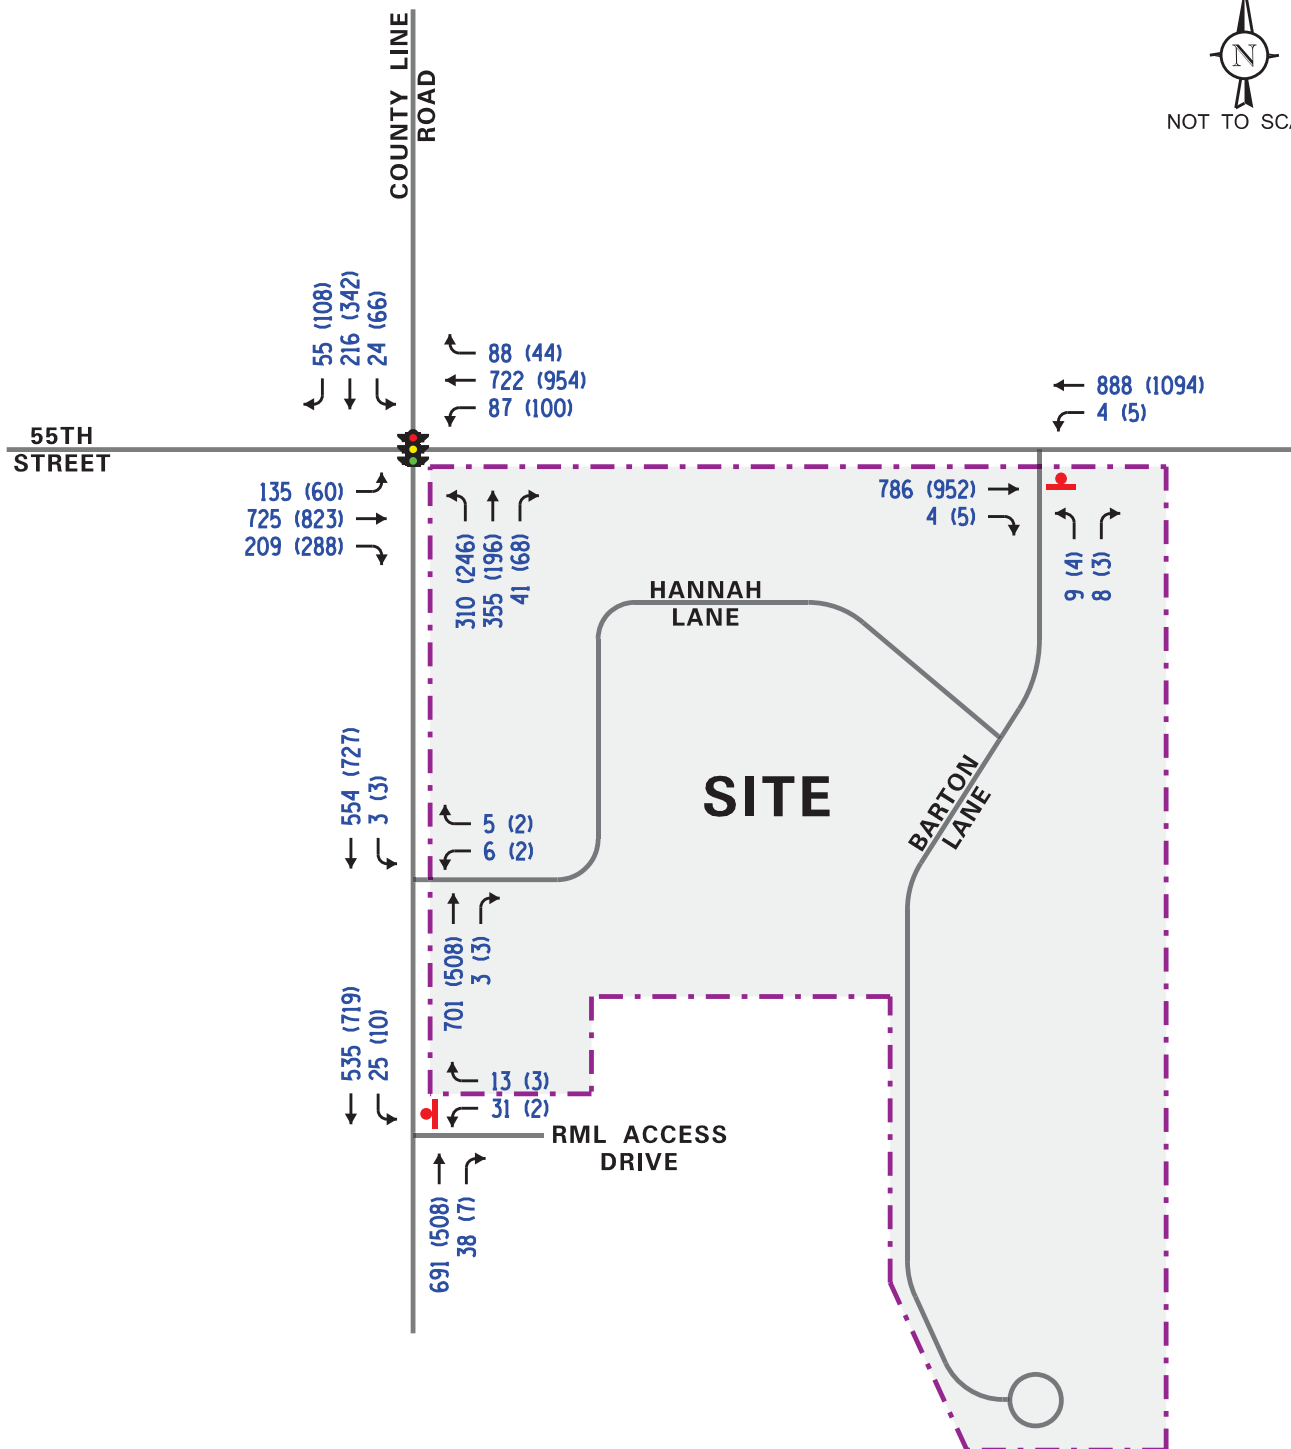 COUNTY LINE
ROAD
N
NOT TO SCA
55 (108)
216 (342)
24 (66)
88 (44)
722 (954)
87 (100)
888 (1094)
4 (5)
55TH
STREET
135 (60)
725 (823)
209 (288)
310 (246)
355 (196)
41 (68)
786 (952)
4 (5)
9 (4)
8 (3)
HANNAH
LANE
554 (727)
3 (3)
5 (2)
6 (2)
SITE
BARTON
LANE
701 (508)
3 (3)
535 (719)
25 (10)
13 (3)
31 (2)
RML ACCESS
DRIVE
691 (508)
38 (7)